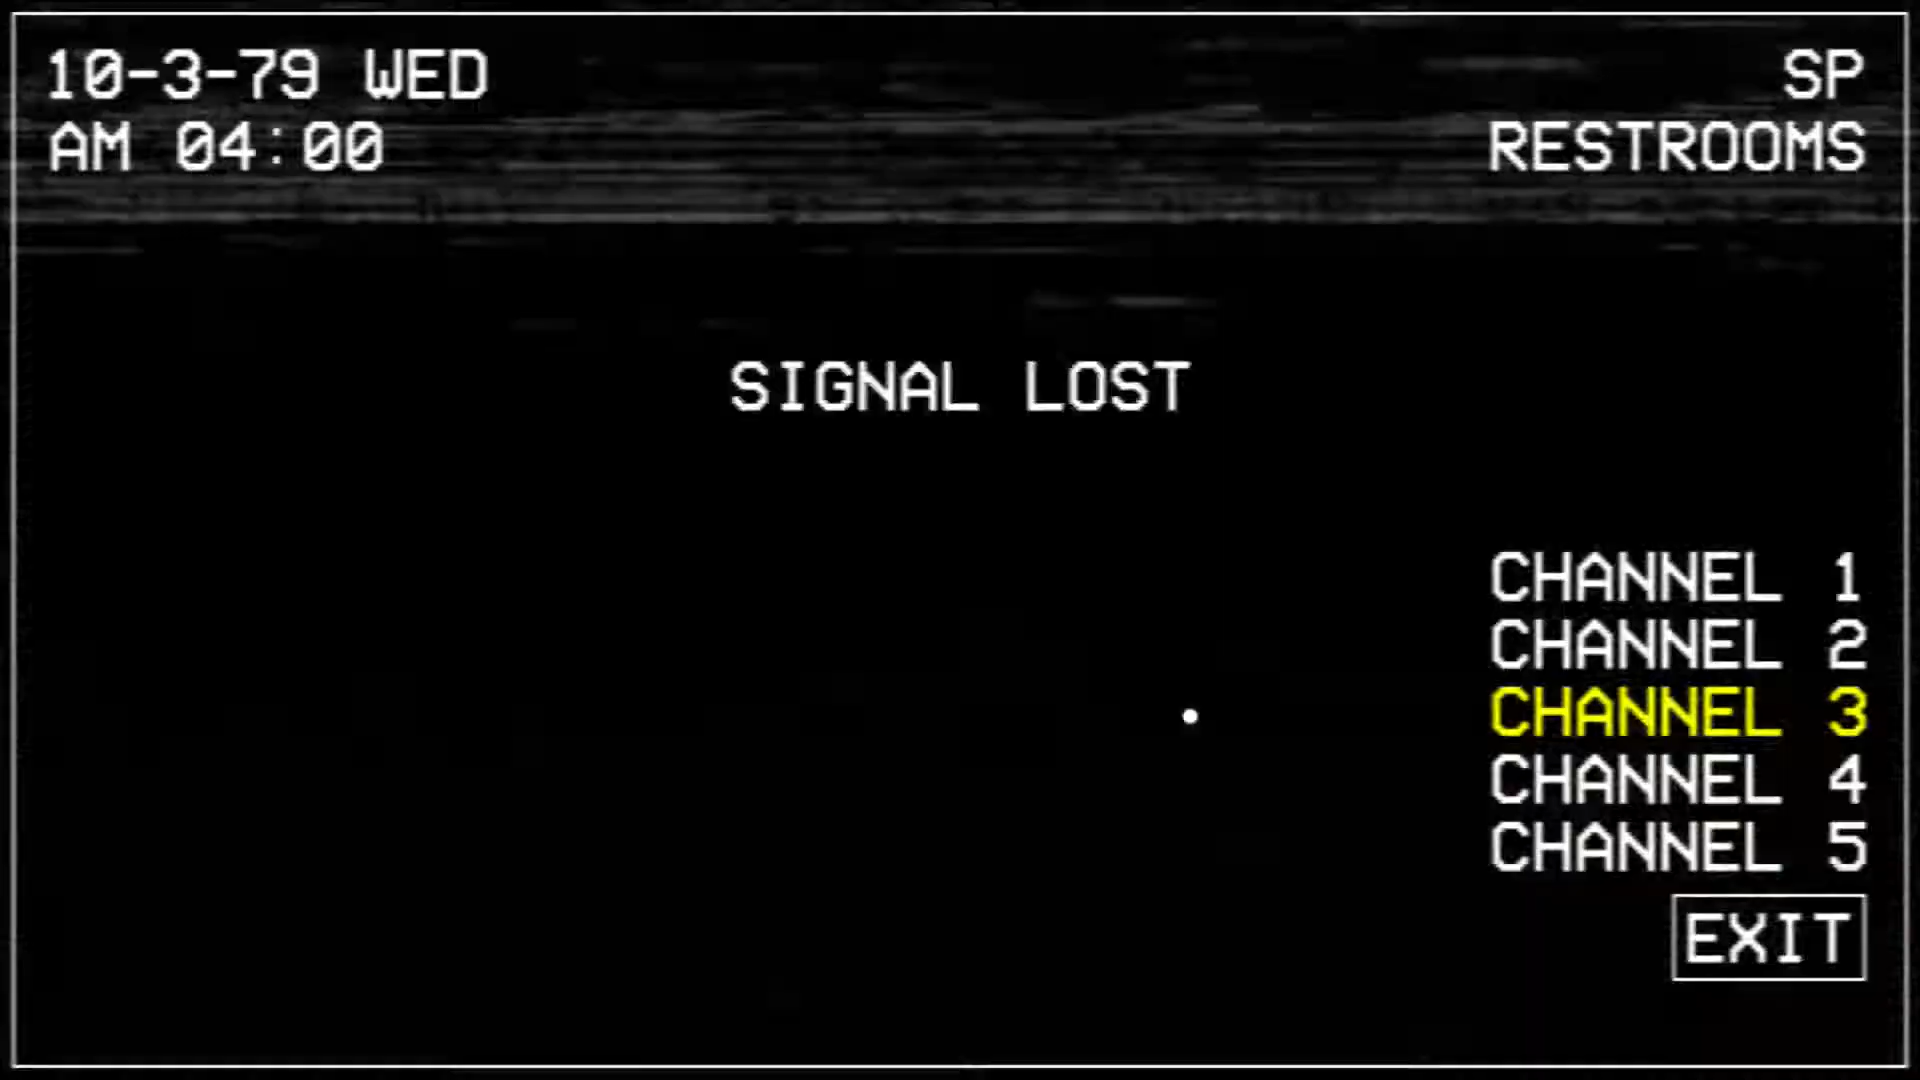 10-3-79 WED
AM 04:00
SP
RESTROOMS
SIGNAL LOST
CHANNEL 1
CHANNEL 2
CHANNEL 3
CHANNEL 4
CHANNEL 5
EXIT